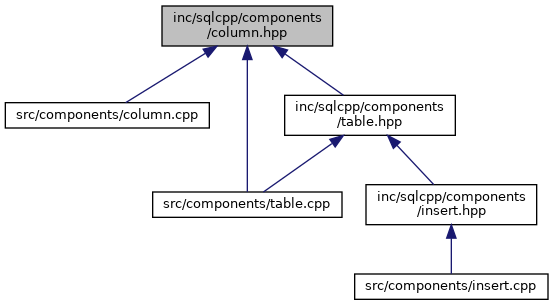 inc/sqlcpp/components
/column.hpp
src/components/column.cpp
inc/sqlcpp/components
/table.hpp
src/components/table.cpp
inc/sqlcpp/components
/insert.hpp
src/components/insert.cpp